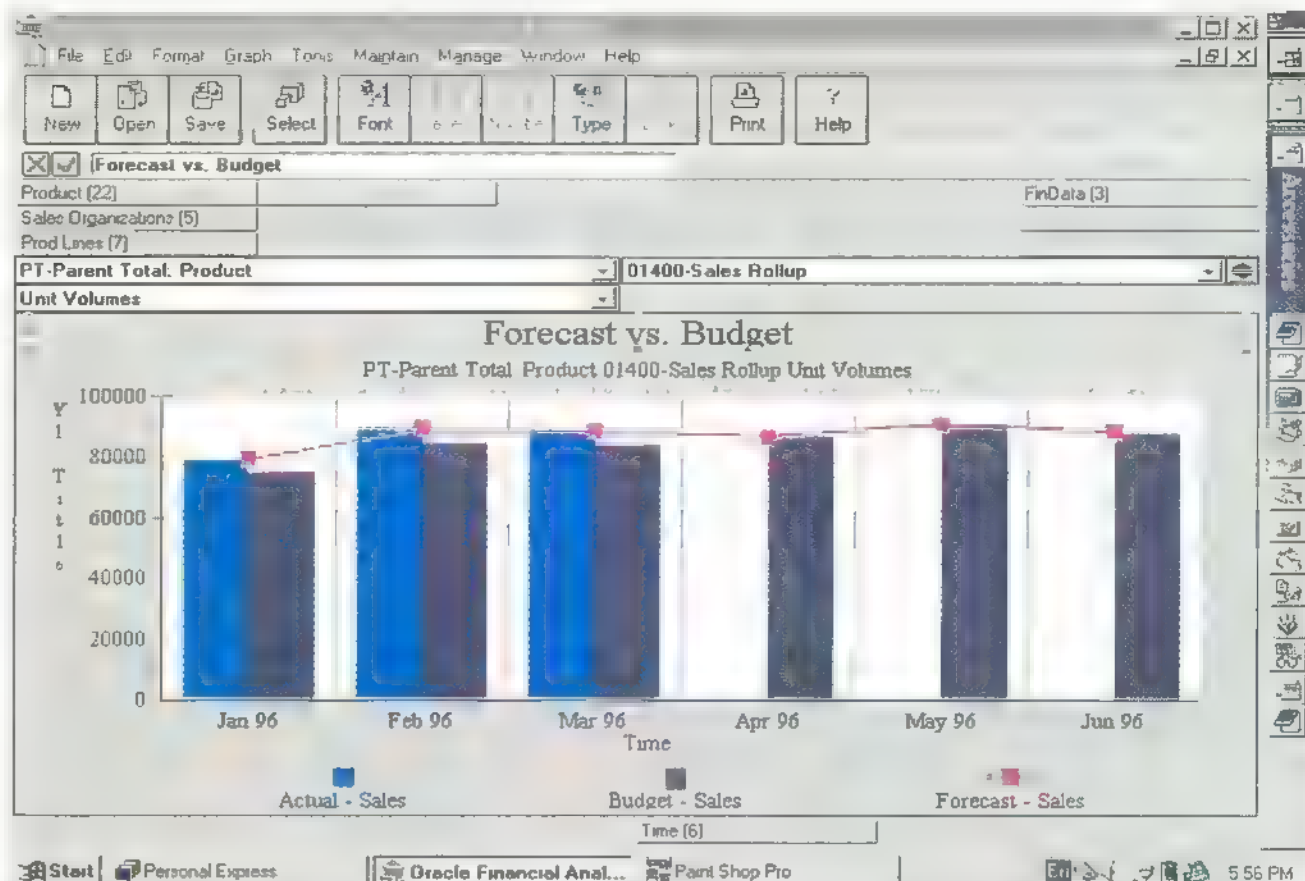 File Edit Format Graph Tools Maintain Manage Window Help
New Open Save Select Font Type Print Help
Forecast vs. Budget
Product (22) FinData (3)
Sales Organizations (5)
Prod Lines (7)
PT-Parent Total: Product 01400-Sales Rollup
Unit Volumes
Forecast vs. Budget
PT-Parent Total Product 01400-Sales Rollup Unit Volumes
Y1 Title
100000
80000
60000
40000
20000
0
Jan 96 Feb 96 Mar 96 Apr 96 May 96 Jun 96
Time
Actual - Sales Budget - Sales Forecast - Sales
Time (6)
Start Personal Express Oracle Financial Anal... Paint Shop Pro En 5:56 PM
Accessories